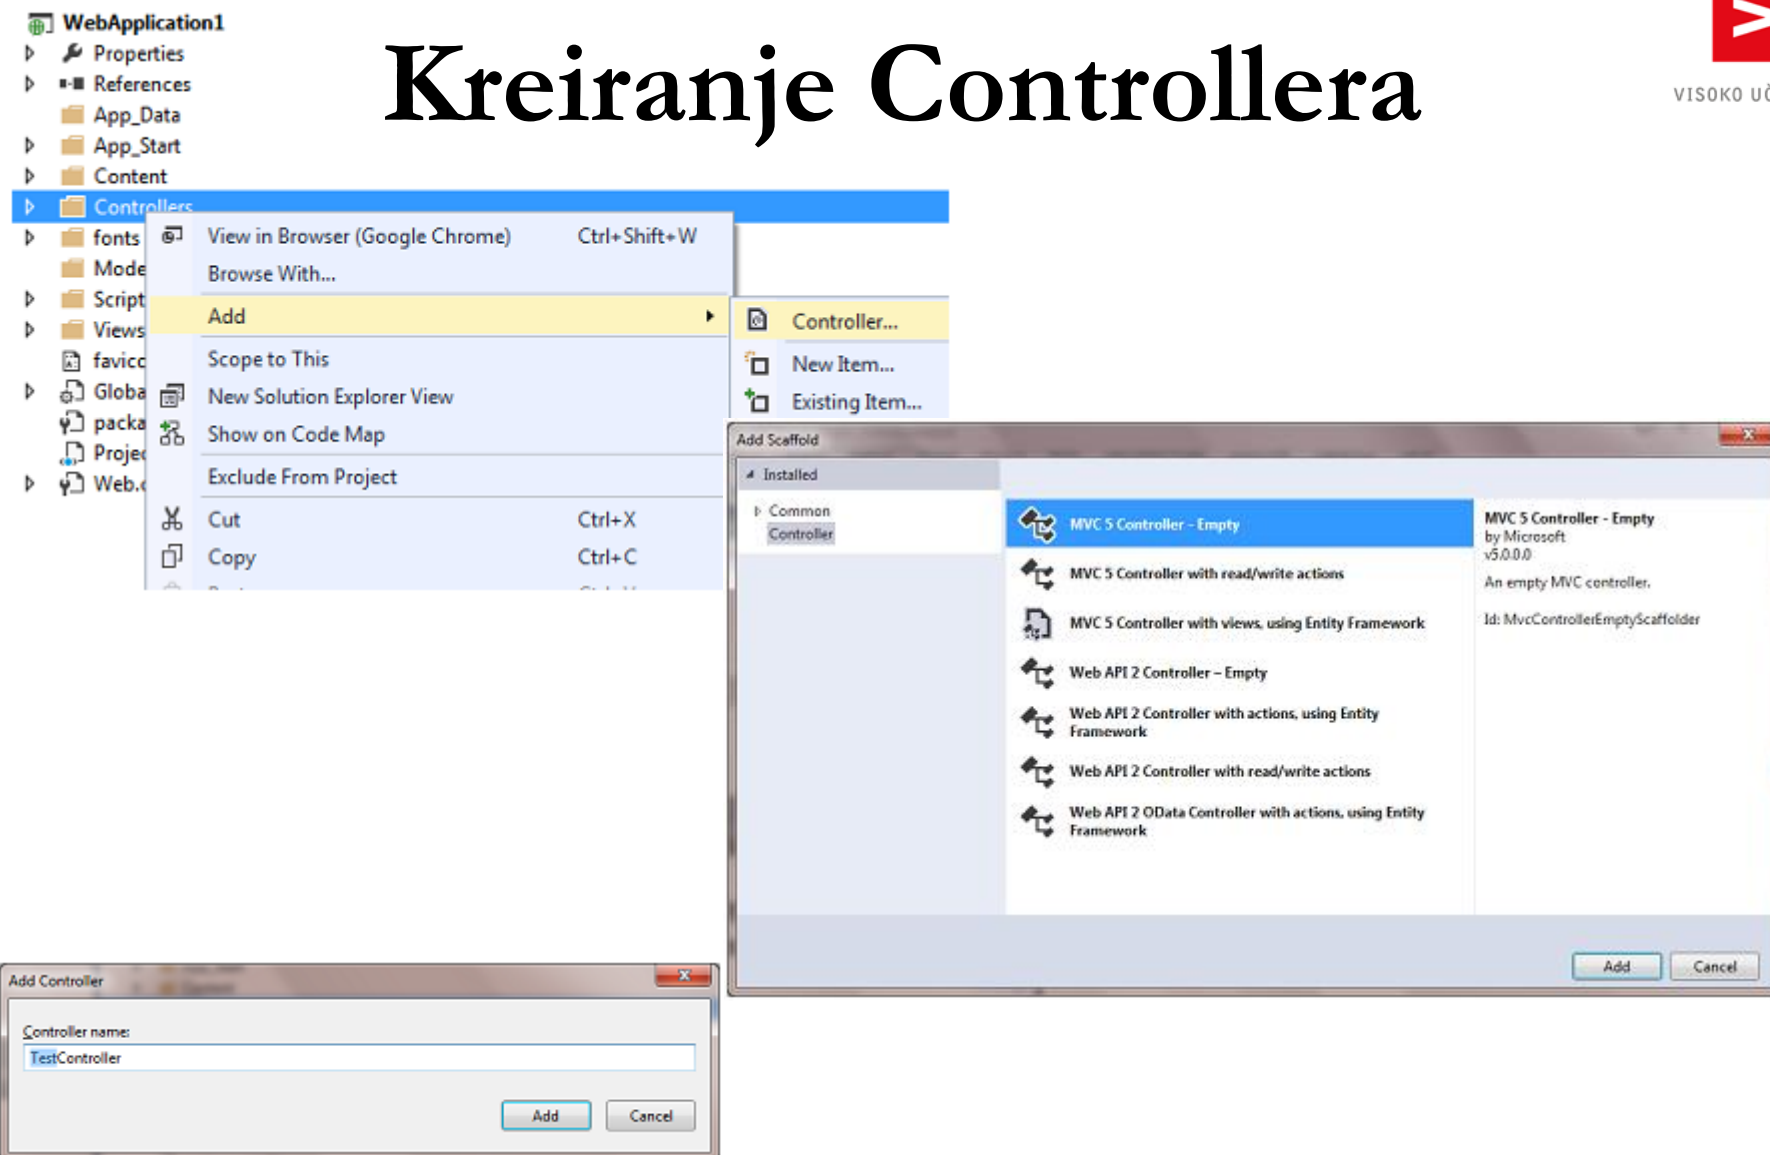 Kreiranje Controllera
VISOKO UČ
WebApplication1
Properties
References
App_Data
App_Start
Content
Controllers
fonts
Mode
Script
Views
favicc
Globa
packa
Projec
Web.c
View in Browser (Google Chrome) Ctrl+Shift+W
Browse With...
Add
Scope to This
New Solution Explorer View
Show on Code Map
Exclude From Project
Cut Ctrl+X
Copy Ctrl+C
Controller...
New Item...
Existing Item...
Add Scaffold
Installed
Common
Controller
MVC 5 Controller - Empty
MVC 5 Controller with read/write actions
MVC 5 Controller with views, using Entity Framework
Web API 2 Controller – Empty
Web API 2 Controller with actions, using Entity
Framework
Web API 2 Controller with read/write actions
Web API 2 OData Controller with actions, using Entity
Framework
MVC 5 Controller - Empty
by Microsoft
v5.0.0.0
An empty MVC controller.
Id: MvcControllerEmptyScaffolder
Add Cancel
Add Controller
Controller name:
TestController
Add Cancel